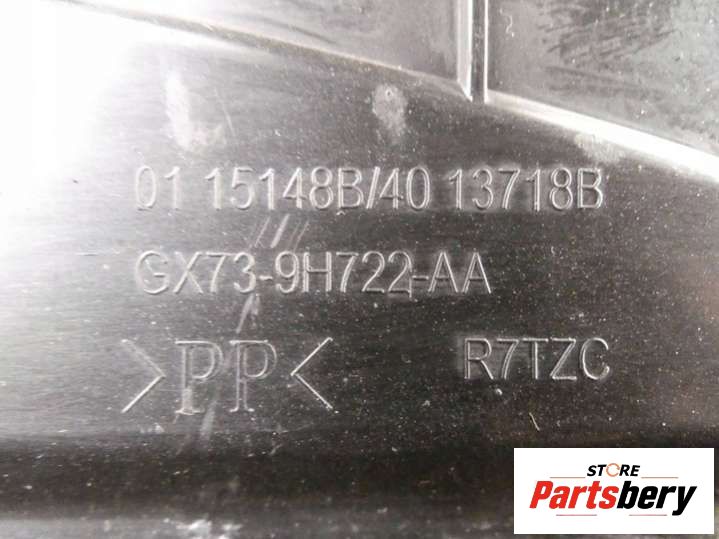 01 15148B/40 13718B
GX73-9H722-AA
>PP< R7TZC
STORE
Partsbery